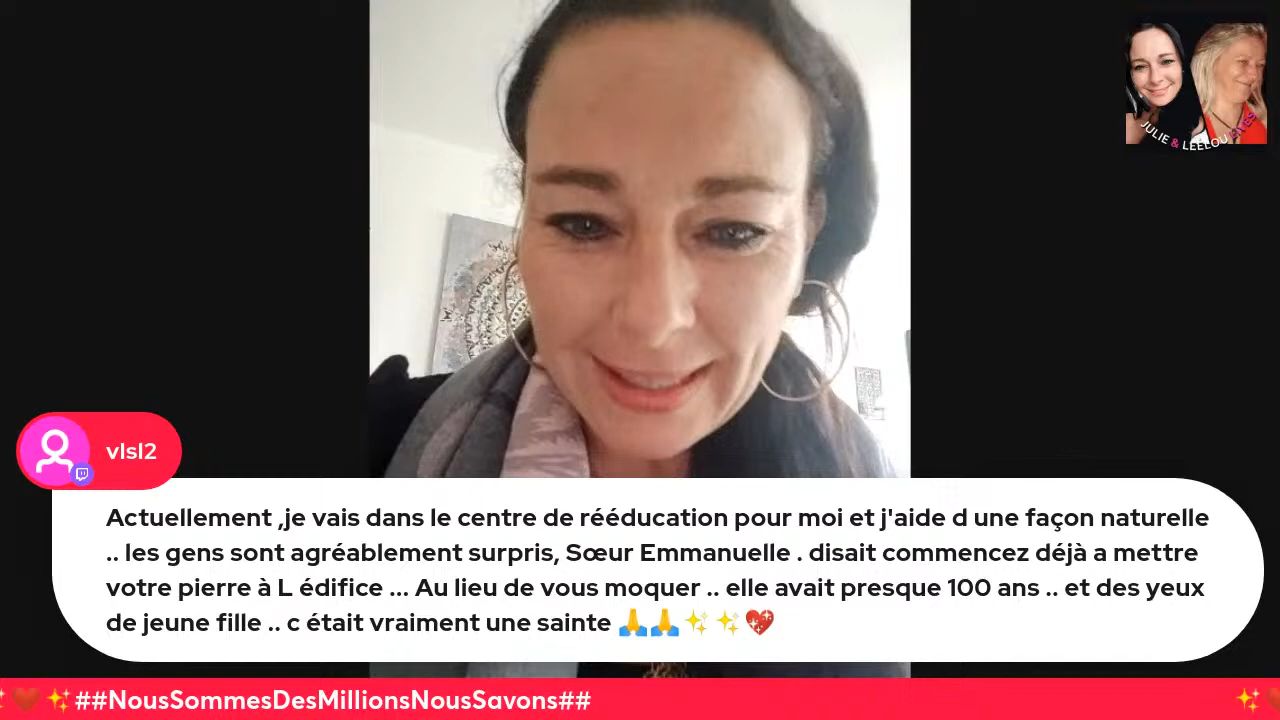 JULIE & LEELOU
vlsl2
Actuellement ,je vais dans le centre de rééducation pour moi et j'aide d une façon naturelle
.. les gens sont agréablement surpris, Sœur Emmanuelle . disait commencez déjà a mettre
votre pierre à L édifice ... Au lieu de vous moquer .. elle avait presque 100 ans .. et des yeux
de jeune fille .. c était vraiment une sainte 🙏🙏✨✨💖
❤️✨##NousSommesDesMillionsNousSavons##